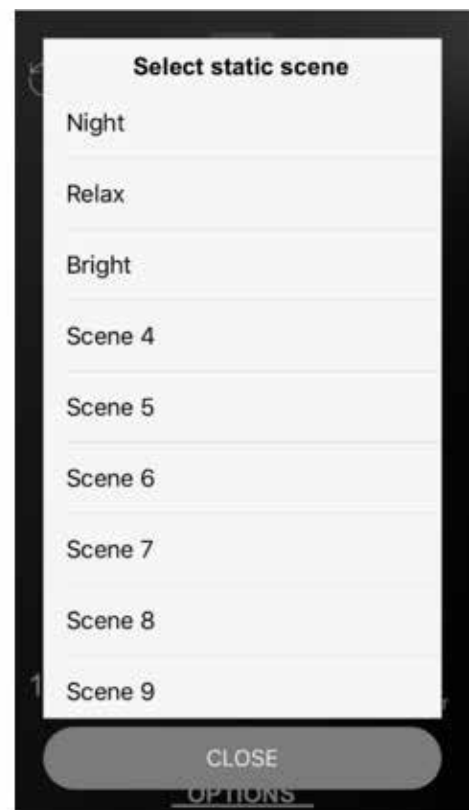 Select static scene
Night
Relax
Bright
Scene 4
Scene 5
Scene 6
Scene 7
Scene 8
Scene 9
1
CLOSE
OPTIONS